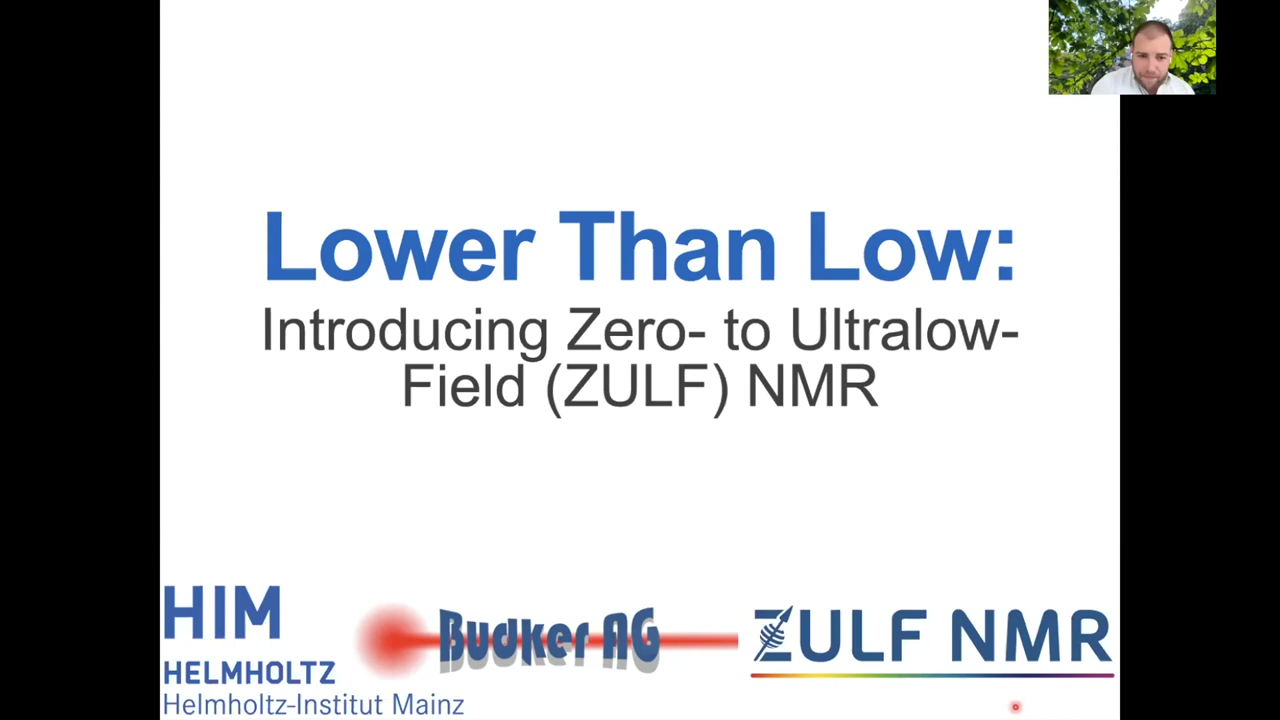 Lower Than Low:
Introducing Zero- to Ultralow-
Field (ZULF) NMR
HIM
HELMHOLTZ
Helmholtz-Institut Mainz
Budker AG
ZULF NMR